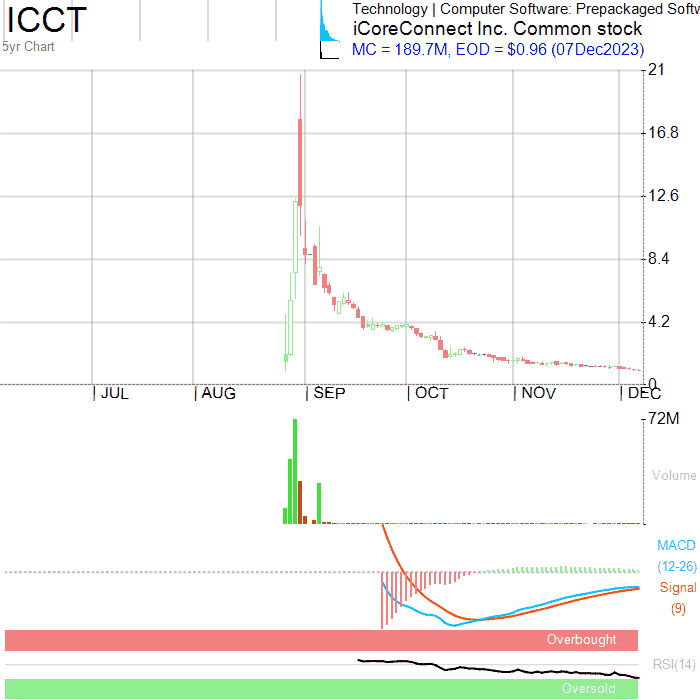 ICCT
5yr Chart
Technology | Computer Software: Prepackaged Softw
iCoreConnect Inc. Common stock
MC = 189.7M, EOD = $0.96 (07Dec2023)
21
16.8
12.6
8.4
4.2
0
| JUL | AUG | SEP | OCT | NOV | DEC
72M
Volume
MACD
(12-26)
Signal
(9)
Overbought
RSI(14)
Oversold